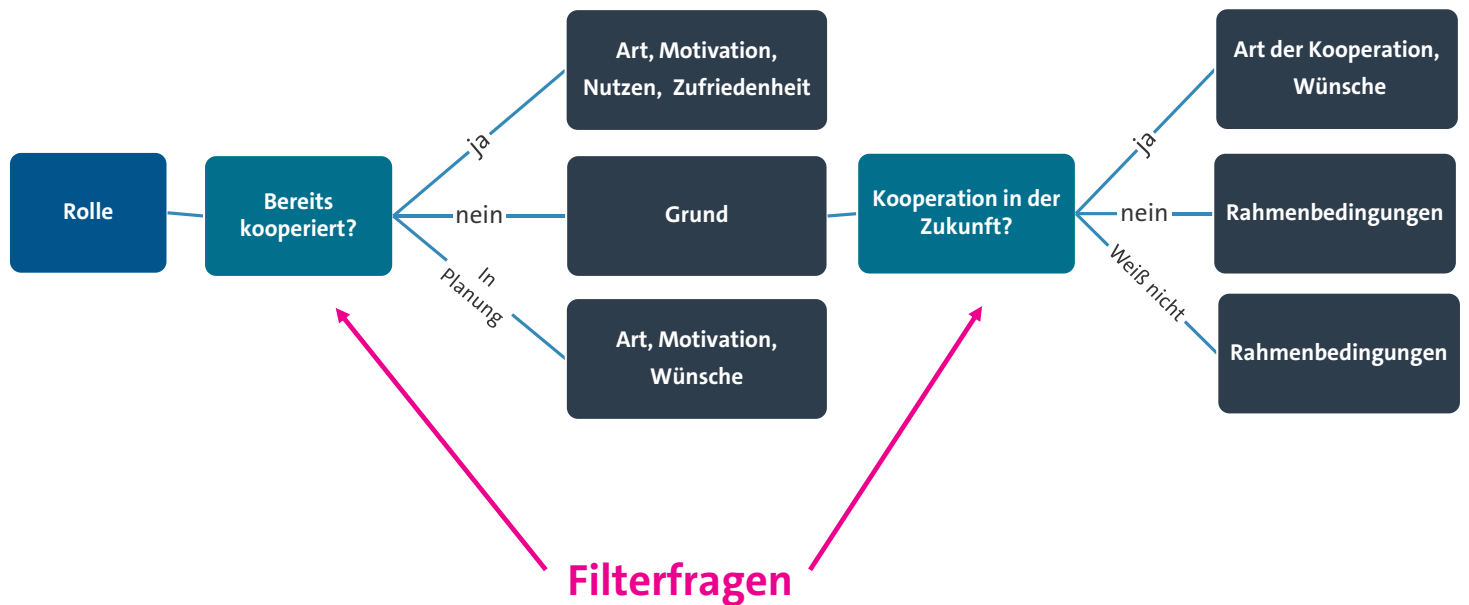 Rolle
Bereits
kooperiert?
ja
nein
In
Planung
Art, Motivation,
Nutzen, Zufriedenheit
Grund
Art, Motivation,
Wünsche
Kooperation in der
Zukunft?
ja
nein
Weiß nicht
Art der Kooperation,
Wünsche
Rahmenbedingungen
Rahmenbedingungen
Filterfragen